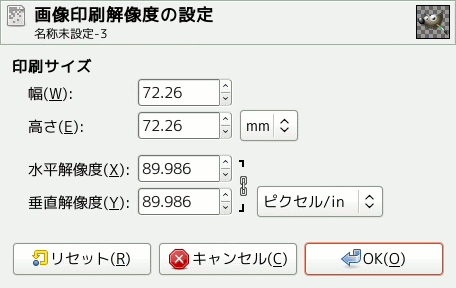 画像印刷解像度の設定
名称未設定-3
印刷サイズ
幅(W): 72.26
高さ(E): 72.26 mm
水平解像度(X): 89.986
垂直解像度(Y): 89.986 ピクセル/in
リセット(R) キャンセル(C) OK(O)